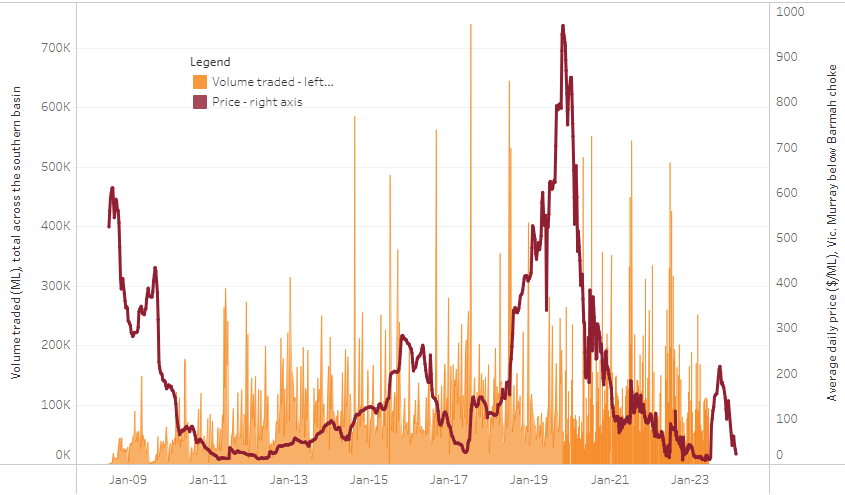 Volume traded (ML), total across the southern basin
700K
600K
500K
400K
300K
200K
100K
0K
Legend
Volume traded - left...
Price - right axis
1000
900
800
700
600
500
400
300
200
100
0
Average daily price ($/ML), Vic. Murray below Barmah choke
Jan-09
Jan-11
Jan-13
Jan-15
Jan-17
Jan-19
Jan-21
Jan-23